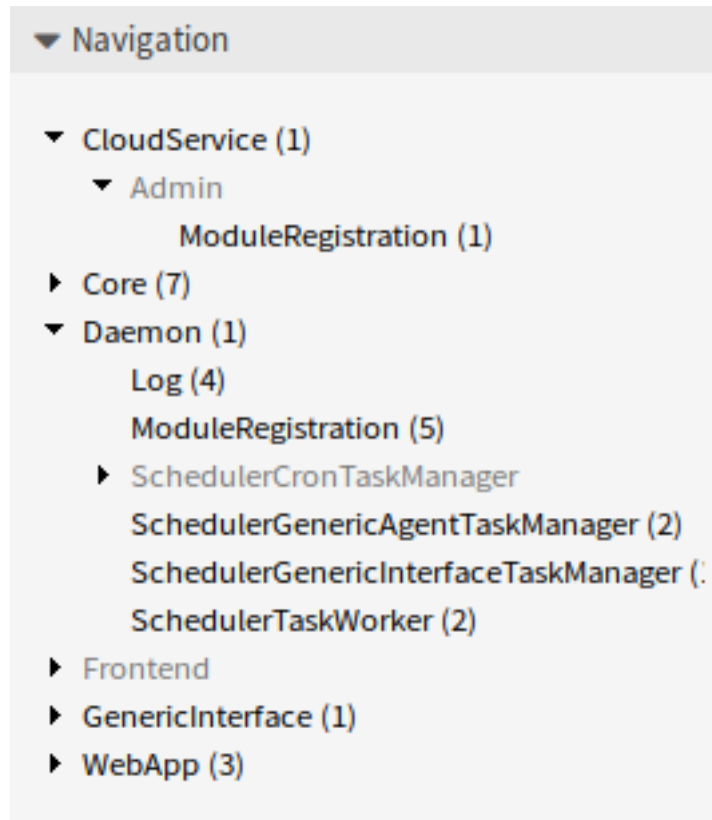 Navigation
CloudService (1)
Admin
ModuleRegistration (1)
Core (7)
Daemon (1)
Log (4)
ModuleRegistration (5)
SchedulerCronTaskManager
SchedulerGenericAgentTaskManager (2)
SchedulerGenericInterfaceTaskManager (
SchedulerTaskWorker (2)
Frontend
GenericInterface (1)
WebApp (3)